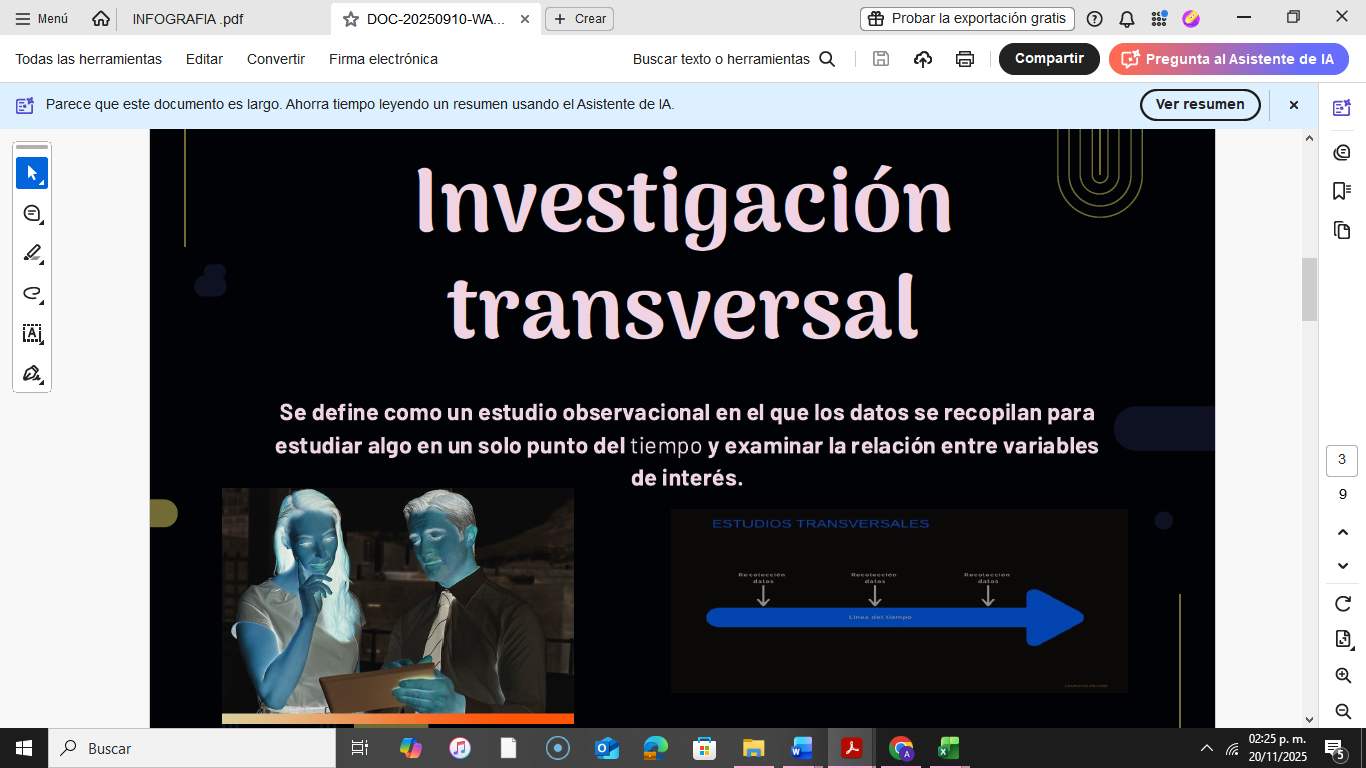 Menú
INFOGRAFIA .pdf
DOC-20250910-WA...
Crear
Probar la exportación gratis
Todas las herramientas
Editar
Convertir
Firma electrónica
Buscar texto o herramientas
Compartir
Pregunta al Asistente de IA
Parece que este documento es largo. Ahorra tiempo leyendo un resumen usando el Asistente de IA.
Ver resumen
Investigación
transversal
Se define como un estudio observacional en el que los datos se recopilan para
estudiar algo en un solo punto del tiempo y examinar la relación entre variables
de interés.
ESTUDIOS TRANSVERSALES
Recolección
datos
Recolección
datos
Recolección
datos
Línea del tiempo
3
9
Buscar
02:25 p. m.
20/11/2025
5